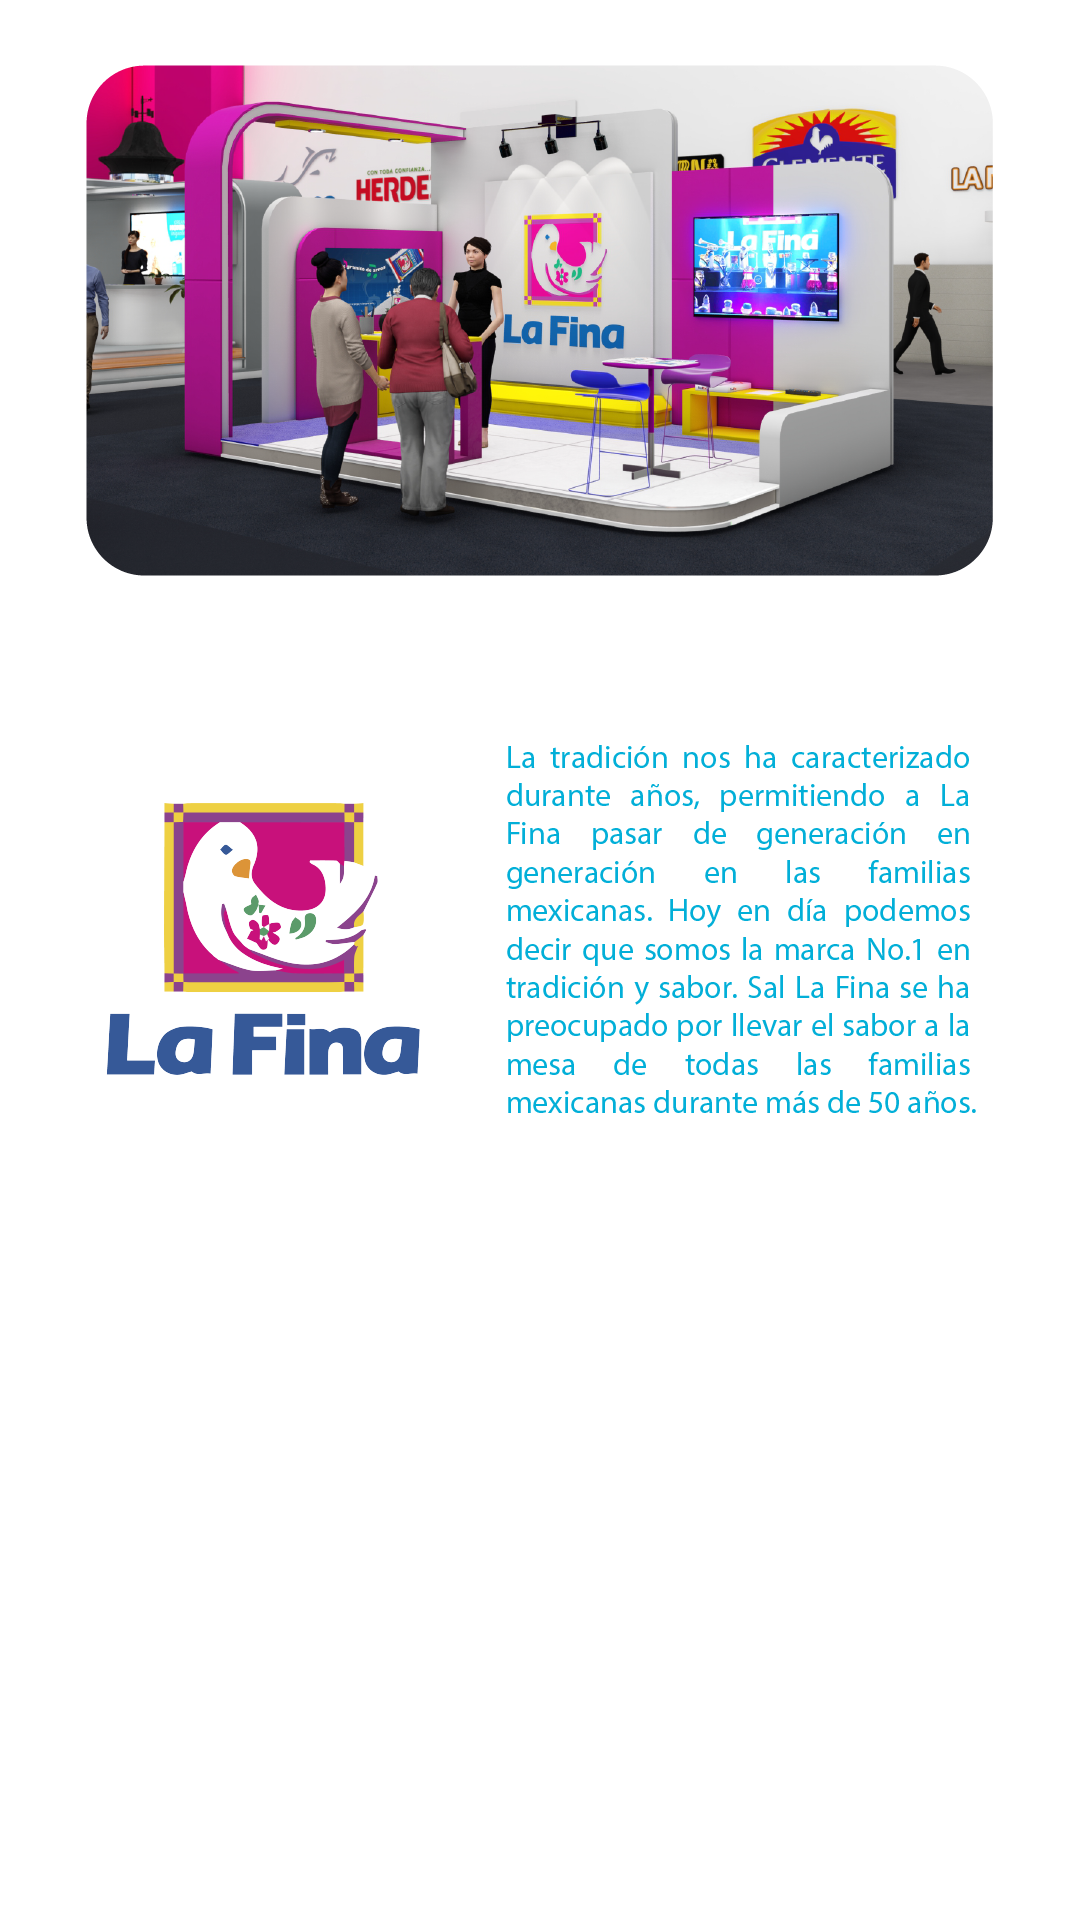 CON TODA CONFIANZA...
HERDE
CLEMENTE
LA
La Fina
granito de
La Fina
La tradición nos ha caracterizado
durante años, permitiendo a La
Fina pasar de generación en
generación en las familias
mexicanas. Hoy en día podemos
decir que somos la marca No.1 en
tradición y sabor. Sal La Fina se ha
preocupado por llevar el sabor a la
mesa de todas las familias
mexicanas durante más de 50 años.
La Fina